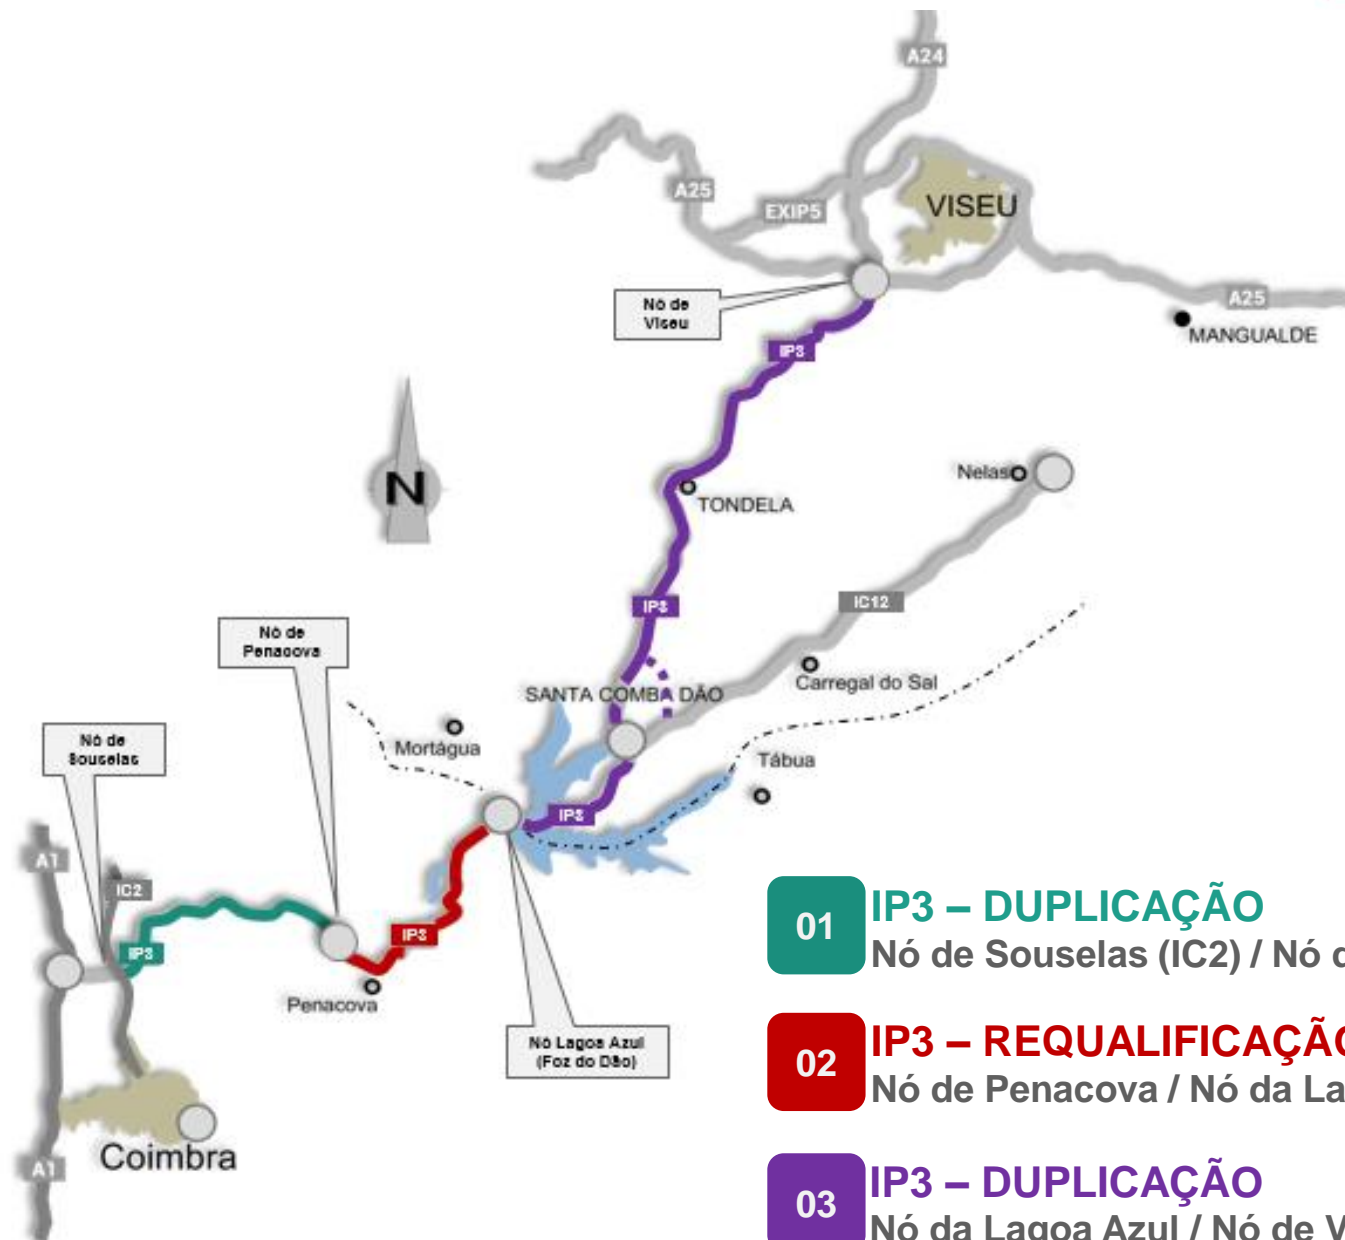 A24
A25
EXIP5
VISEU
A25
Nó de
Viseu
MANGUALDE
IP3
N
Nelas
TONDELA
IP3
IC12
Nó de
Penacova
Carregal do Sal
SANTA COMBA DÃO
Mortágua
Nó de
Souselas
Tábua
IP3
A1
IC2
IP3
IP3
Penacova
Nó Lagoa Azul
(Foz do Dão)
Coimbra
A1
01
IP3 – DUPLICAÇÃO
Nó de Souselas (IC2) / Nó
02
IP3 – REQUALIFICAÇÃO
Nó de Penacova / Nó da
03
IP3 – DUPLICAÇÃO
Nó da Lagoa Azul / Nó de